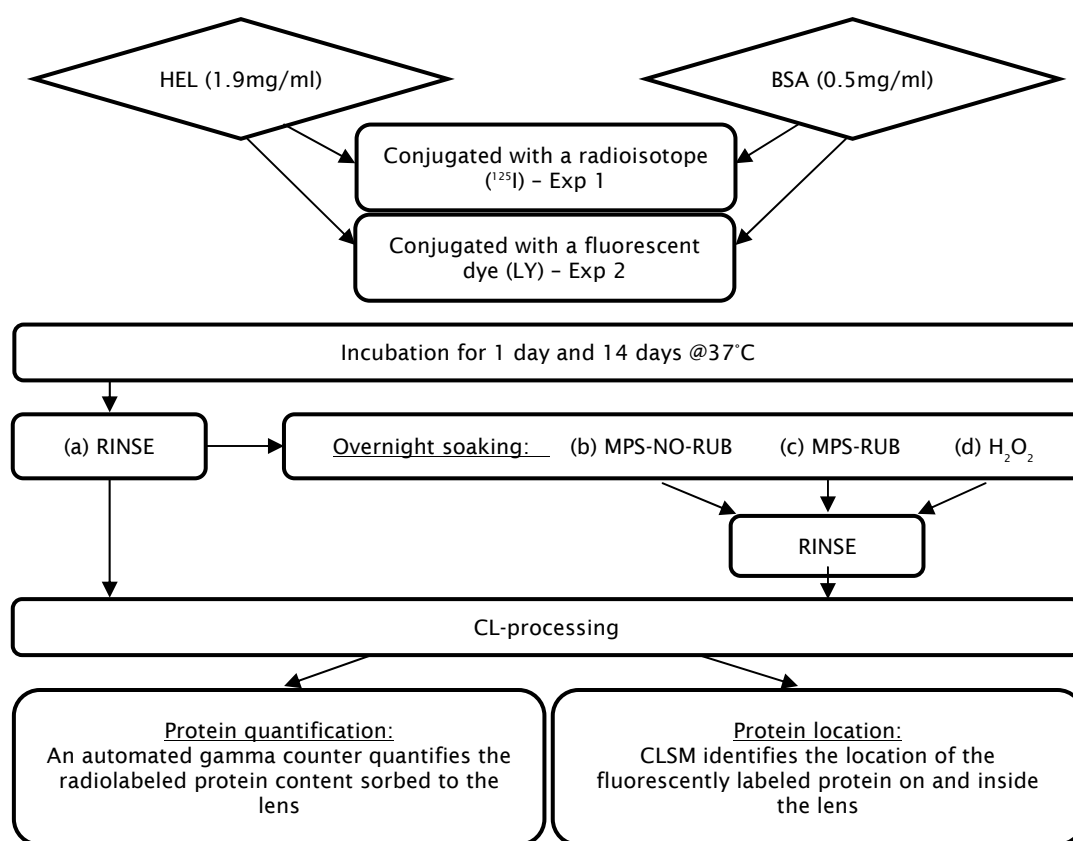 HEL (1.9mg/ml)
BSA (0.5mg/ml)
Conjugated with a radioisotope
(¹²⁵I) – Exp 1
Conjugated with a fluorescent
dye (LY) – Exp 2
Incubation for 1 day and 14 days @37˚C
(a) RINSE
Overnight soaking: (b) MPS-NO-RUB (c) MPS-RUB (d) H₂O₂
RINSE
CL-processing
Protein quantification:
An automated gamma counter quantifies the
radiolabeled protein content sorbed to the
lens
Protein location:
CLSM identifies the location of the
fluorescently labeled protein on and inside
the lens